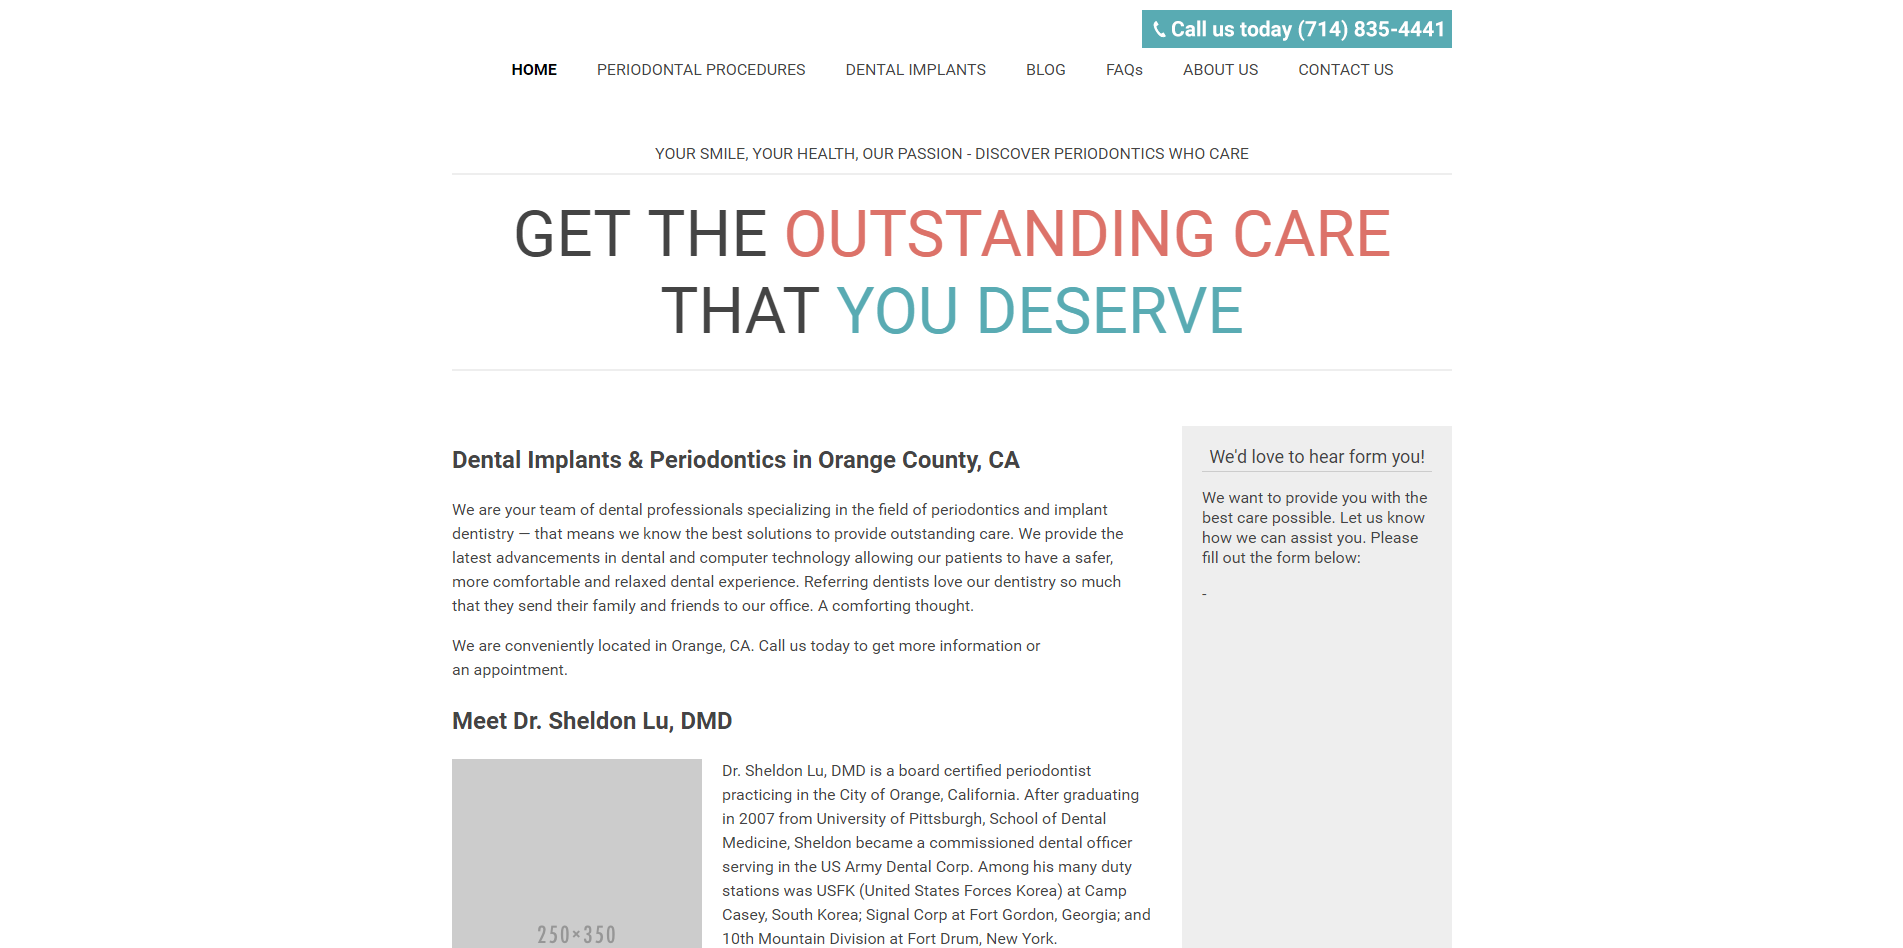 Call us today (714) 835-4441
HOME PERIODONTAL PROCEDURES DENTAL IMPLANTS BLOG FAQs ABOUT US CONTACT US
YOUR SMILE, YOUR HEALTH, OUR PASSION - DISCOVER PERIODONTICS WHO CARE
GET THE OUTSTANDING CARE
THAT YOU DESERVE
Dental Implants & Periodontics in Orange County, CA
We are your team of dental professionals specializing in the field of periodontics and implant
dentistry — that means we know the best solutions to provide outstanding care. We provide the
latest advancements in dental and computer technology allowing our patients to have a safer,
more comfortable and relaxed dental experience. Referring dentists love our dentistry so much
that they send their family and friends to our office. A comforting thought.
We are conveniently located in Orange, CA. Call us today to get more information or
an appointment.
Meet Dr. Sheldon Lu, DMD
250×350
Dr. Sheldon Lu, DMD is a board certified periodontist
practicing in the City of Orange, California. After graduating
in 2007 from University of Pittsburgh, School of Dental
Medicine, Sheldon became a commissioned dental officer
serving in the US Army Dental Corp. Among his many duty
stations was USFK (United States Forces Korea) at Camp
Casey, South Korea; Signal Corp at Fort Gordon, Georgia; and
10th Mountain Division at Fort Drum, New York.
We'd love to hear form you!
We want to provide you with the
best care possible. Let us know
how we can assist you. Please
fill out the form below:
-